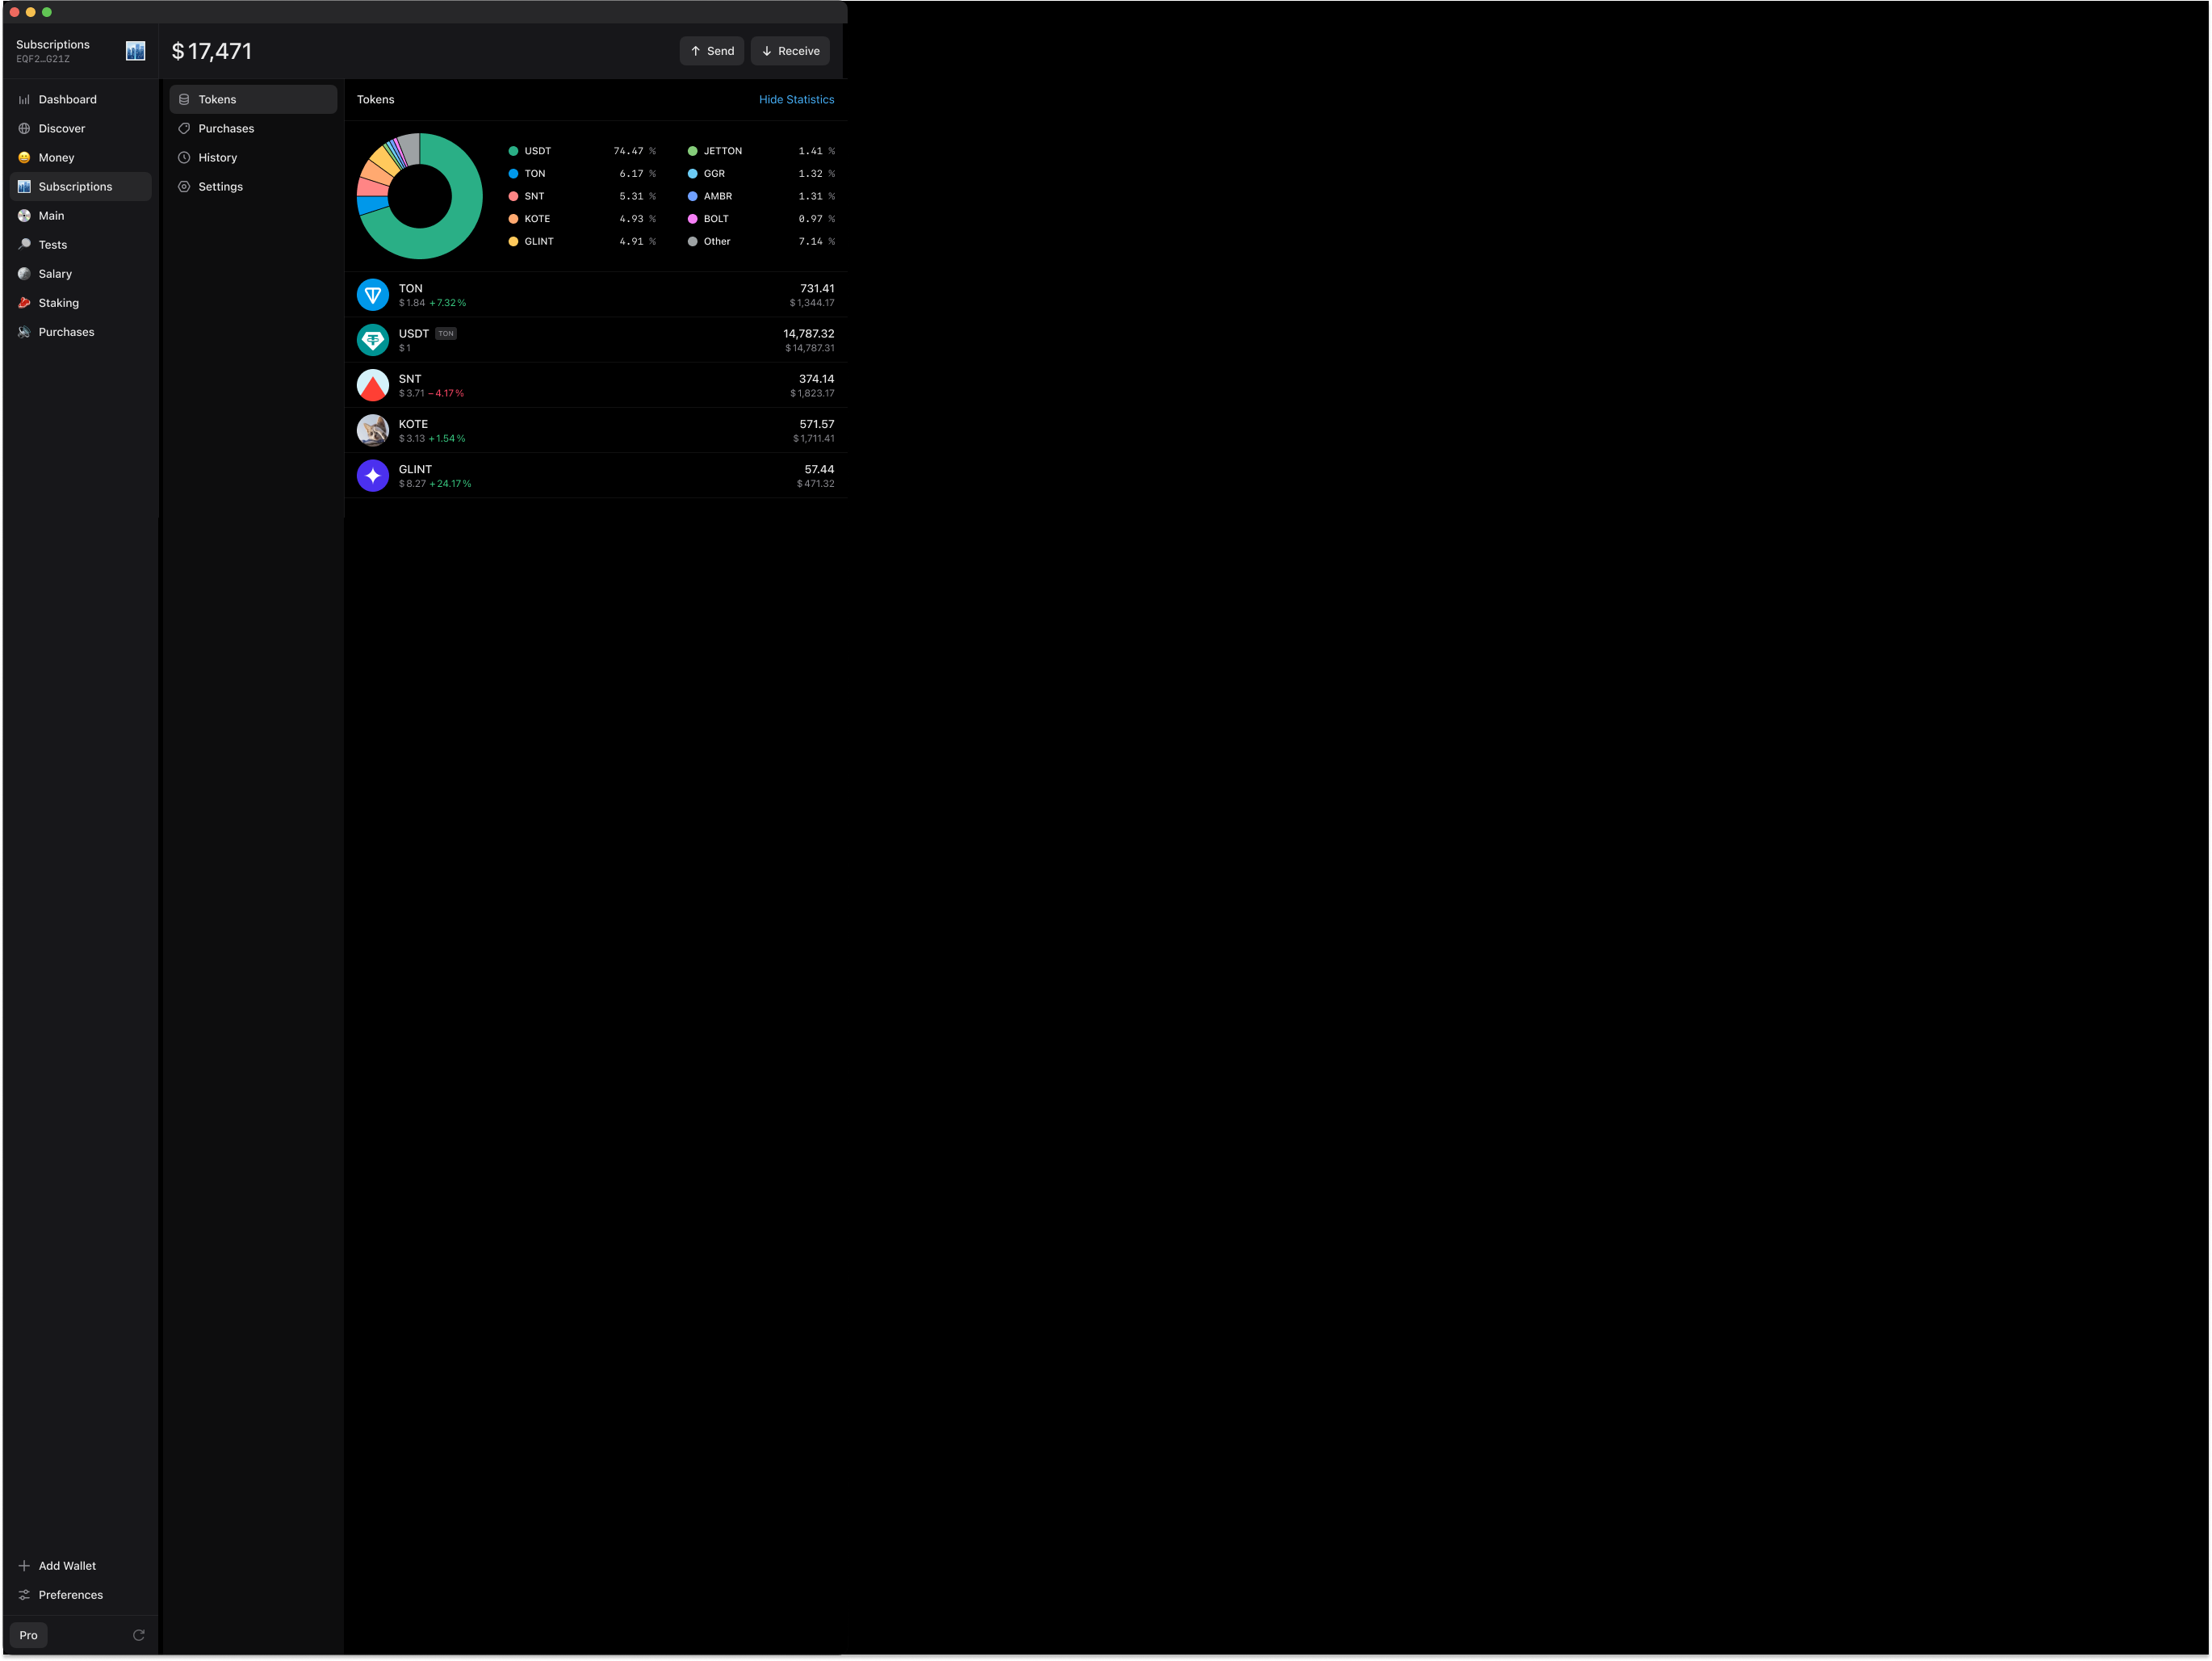 Subscriptions
EQF2…G21Z
$ 17,471
Send
Receive
Dashboard
Discover
Money
Subscriptions
Main
Tests
Salary
Staking
Purchases
Tokens
Purchases
History
Settings
Tokens
Hide Statistics
USDT 74.47 %
TON 6.17 %
SNT 5.31 %
KOTE 4.93 %
GLINT 4.91 %
JETTON 1.41 %
GGR 1.32 %
AMBR 1.31 %
BOLT 0.97 %
Other 7.14 %
TON 731.41
$ 1.84 + 7.32 % $ 1,344.17
USDT TON 14,787.32
$ 1 $ 14,787.31
SNT 374.14
$ 3.71 − 4.17 % $ 1,823.17
KOTE 571.57
$ 3.13 + 1.54 % $ 1,711.41
GLINT 57.44
$ 8.27 + 24.17 % $ 471.32
Add Wallet
Preferences
Pro